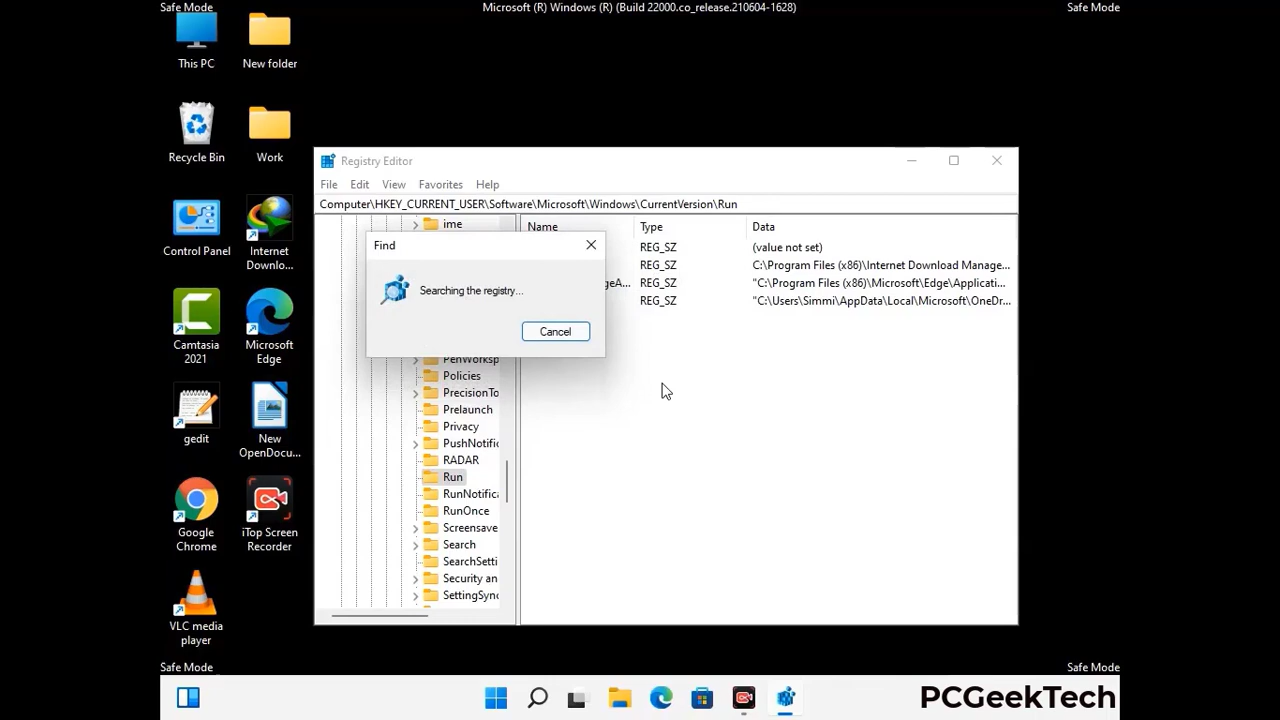 Safe Mode
Microsoft (R) Windows (R) (Build 22000.co_release.210604-1628)
Safe Mode
This PC
New folder
Recycle Bin
Work
Control Panel
Internet
Downlo...
Camtasia
2021
Microsoft
Edge
gedit
New
OpenDocu...
Google
Chrome
iTop Screen
Recorder
VLC media
player
Registry Editor
File Edit View Favorites Help
Computer\HKEY_CURRENT_USER\Software\Microsoft\Windows\CurrentVersion\Run
ime
Find
Searching the registry...
Cancel
PenWorksp
Policies
PrecisionTo
Prelaunch
Privacy
PushNotific
RADAR
Run
RunNotifica
RunOnce
Screensave
Search
SearchSetti
Security an
SettingSync
Name Type Data
REG_SZ (value not set)
REG_SZ C:\Program Files (x86)\Internet Download Manage...
geA... REG_SZ "C:\Program Files (x86)\Microsoft\Edge\Applicati...
REG_SZ "C:\Users\Simmi\AppData\Local\Microsoft\OneDr...
Safe Mode
Safe Mode
PCGeekTech